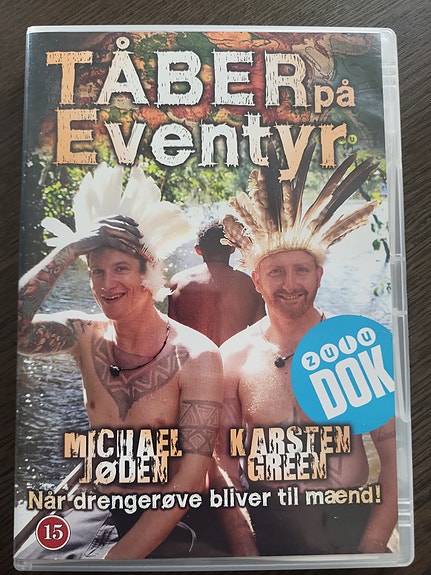 TÅBER på
Eventyr
zulu
DOK
MICHAEL JØDEN
KARSTEN GREEN
Når drengerøve bliver til mænd!
15